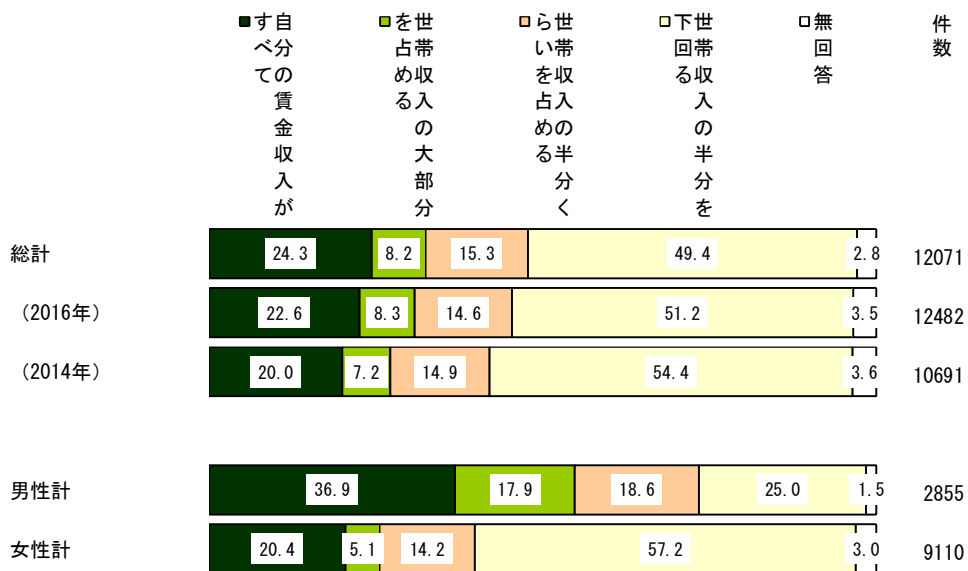 ■自分の賃金収入が
すべて
■世帯収入の大部分
を占める
■世帯収入の半分く
らいを占める
□世帯収入の半分を
下回る
□無回答
件数
総計 24.3 8.2 15.3 49.4 2.8 12071
（2016年） 22.6 8.3 14.6 51.2 3.5 12482
（2014年） 20.0 7.2 14.9 54.4 3.6 10691
男性計 36.9 17.9 18.6 25.0 1.5 2855
女性計 20.4 5.1 14.2 57.2 3.0 9110